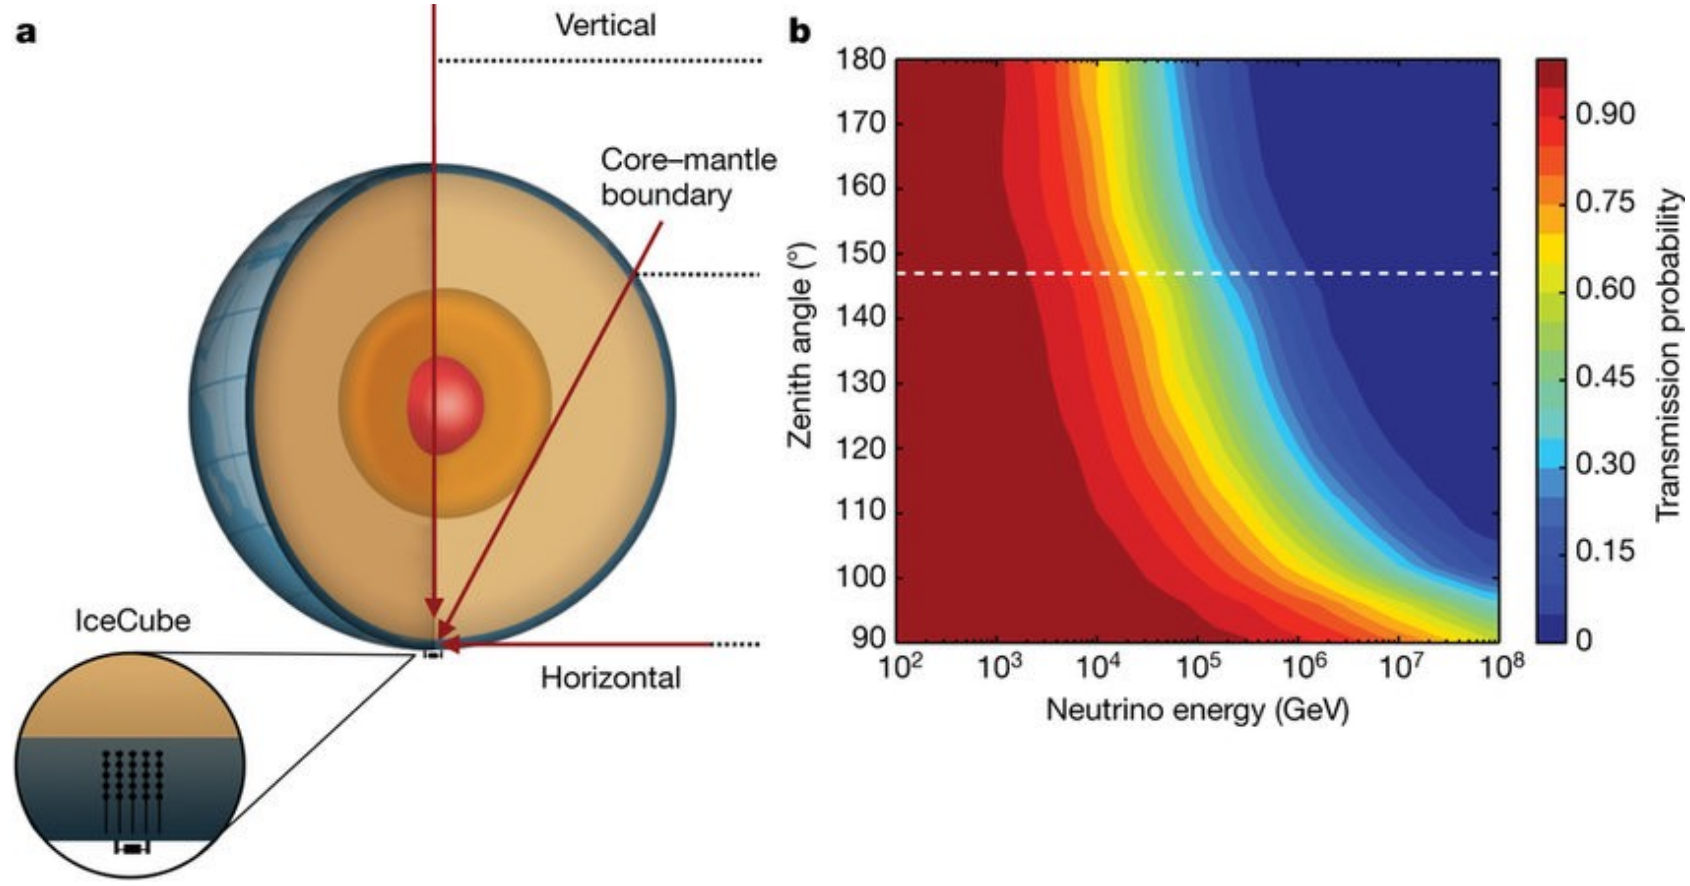 a
Vertical
Core–mantle
boundary
IceCube
Horizontal
b
180
170
160
150
140
130
120
110
100
90
Zenith angle (°)
10²
10³
10⁴
10⁵
10⁶
10⁷
10⁸
Neutrino energy (GeV)
0.90
0.75
0.60
0.45
0.30
0.15
0
Transmission probability